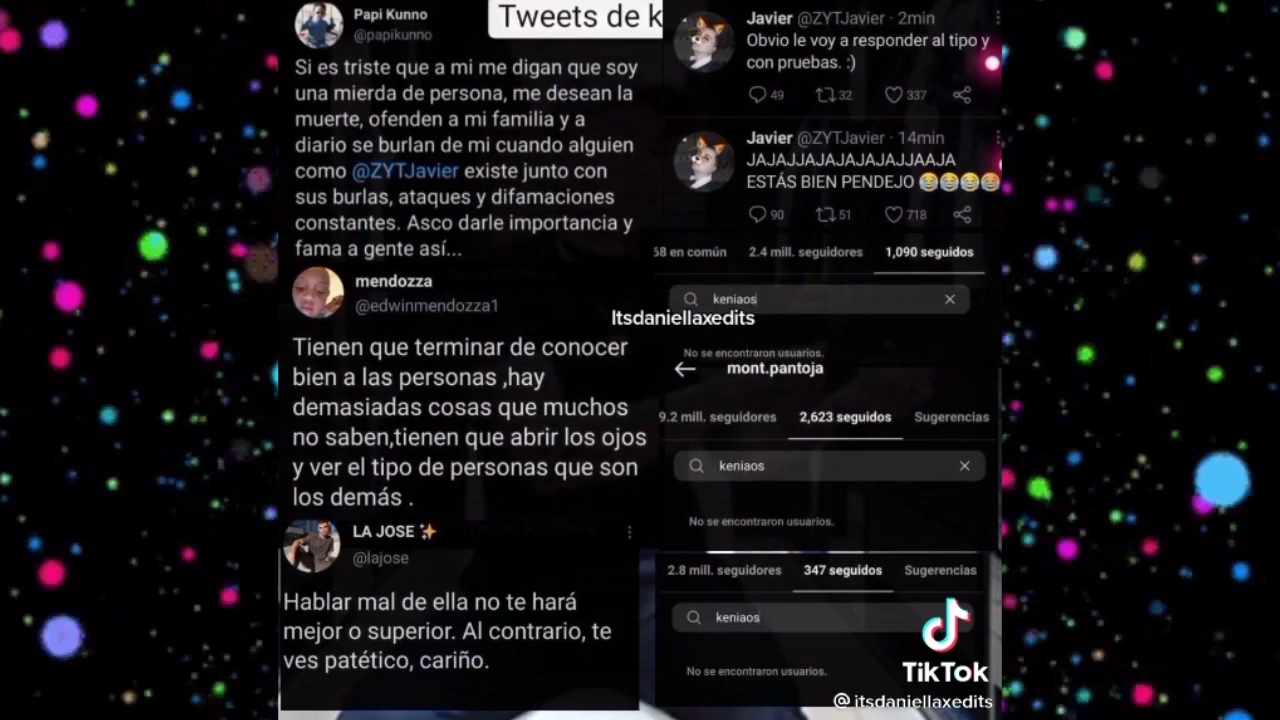 Papi Kunno
@papikunno
Si es triste que a mi me digan que soy
una mierda de persona, me desean la
muerte, ofenden a mi familia y a
diario se burlan de mi cuando alguien
como @ZYTJavier existe junto con
sus burlas, ataques y difamaciones
constantes. Asco darle importancia y
fama a gente así...
mendozza
@edwinmendozza1
Tienen que terminar de conocer
bien a las personas ,hay
demasiadas cosas que muchos
no saben,tienen que abrir los ojos
y ver el tipo de personas que son
los demás .
LA JOSE ✨
@lajose
Hablar mal de ella no te hará
mejor o superior. Al contrario, te
ves patético, cariño.
Tweets de k
Javier @ZYTJavier · 2min
Obvio le voy a responder al tipo y
con pruebas. :)
49 32 337
Javier @ZYTJavier · 14min
JAJAJJAJAJAJAJAJJAAJA
ESTÁS BIEN PENDEJO 😂😂😂😂
90 51 718
58 en común 2.4 mill. seguidores 1,090 seguidos
keniaos
Itsdaniellaxedits
No se encontraron usuarios.
mont.pantoja
9.2 mill. seguidores 2,623 seguidos Sugerencias
keniaos
No se encontraron usuarios.
2.8 mill. seguidores 347 seguidos Sugerencias
keniaos
No se encontraron usuarios.
TikTok
@itsdaniellaxedits